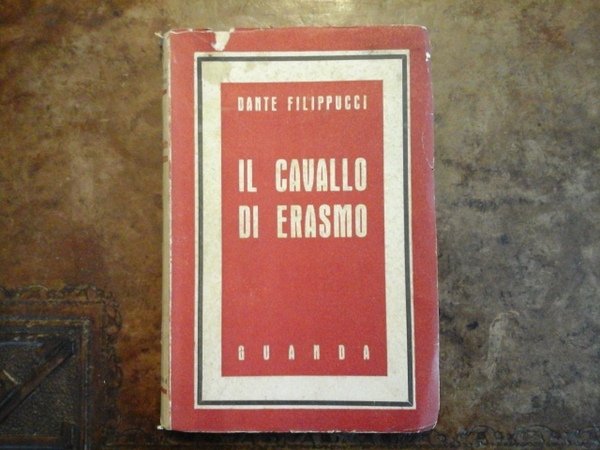 DANTE FILIPPUCCI
IL CAVALLO
DI ERASMO
GUANDA